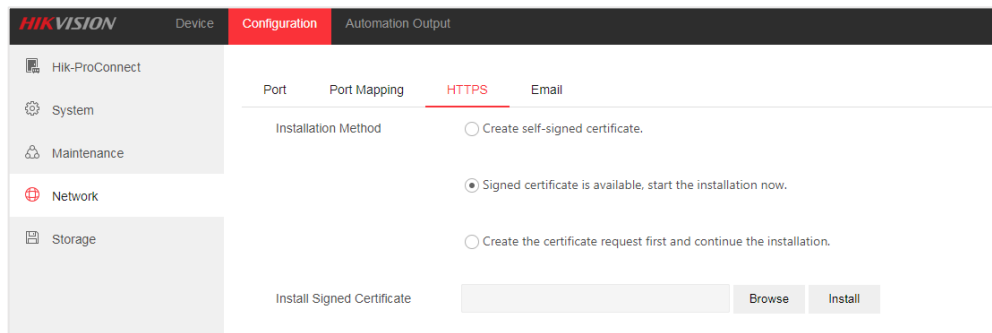 HIKVISION Device Configuration Automation Output
Hik-ProConnect
System
Maintenance
Network
Storage
Port Port Mapping HTTPS Email
Installation Method Create self-signed certificate.
Signed certificate is available, start the installation now.
Create the certificate request first and continue the installation.
Install Signed Certificate Browse Install